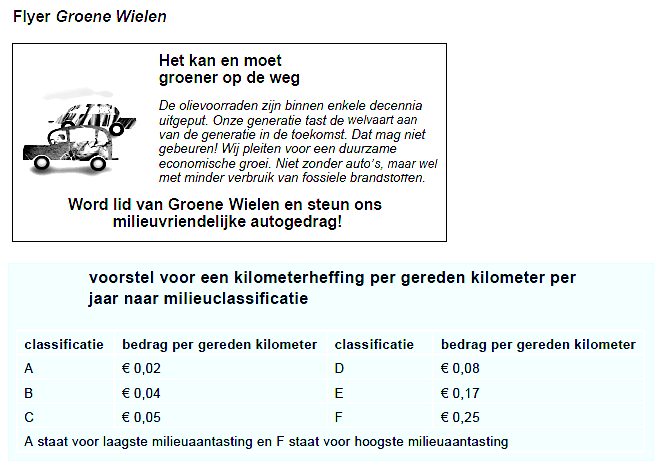 Flyer Groene Wielen
Het kan en moet
groener op de weg
De olievoorraden zijn binnen enkele decennia
uitgeput. Onze generatie tast de welvaart aan
van de generatie in de toekomst. Dat mag niet
gebeuren! Wij pleiten voor een duurzame
economische groei. Niet zonder auto's, maar wel
met minder verbruik van fossiele brandstoffen.
Word lid van Groene Wielen en steun ons
milieuvriendelijke autogedrag!
voorstel voor een kilometerheffing per gereden kilometer per
jaar naar milieuclassificatie
classificatie bedrag per gereden kilometer classificatie bedrag per gereden kilometer
A € 0,02 D € 0,08
B € 0,04 E € 0,17
C € 0,05 F € 0,25
A staat voor laagste milieuaantasting en F staat voor hoogste milieuaantasting